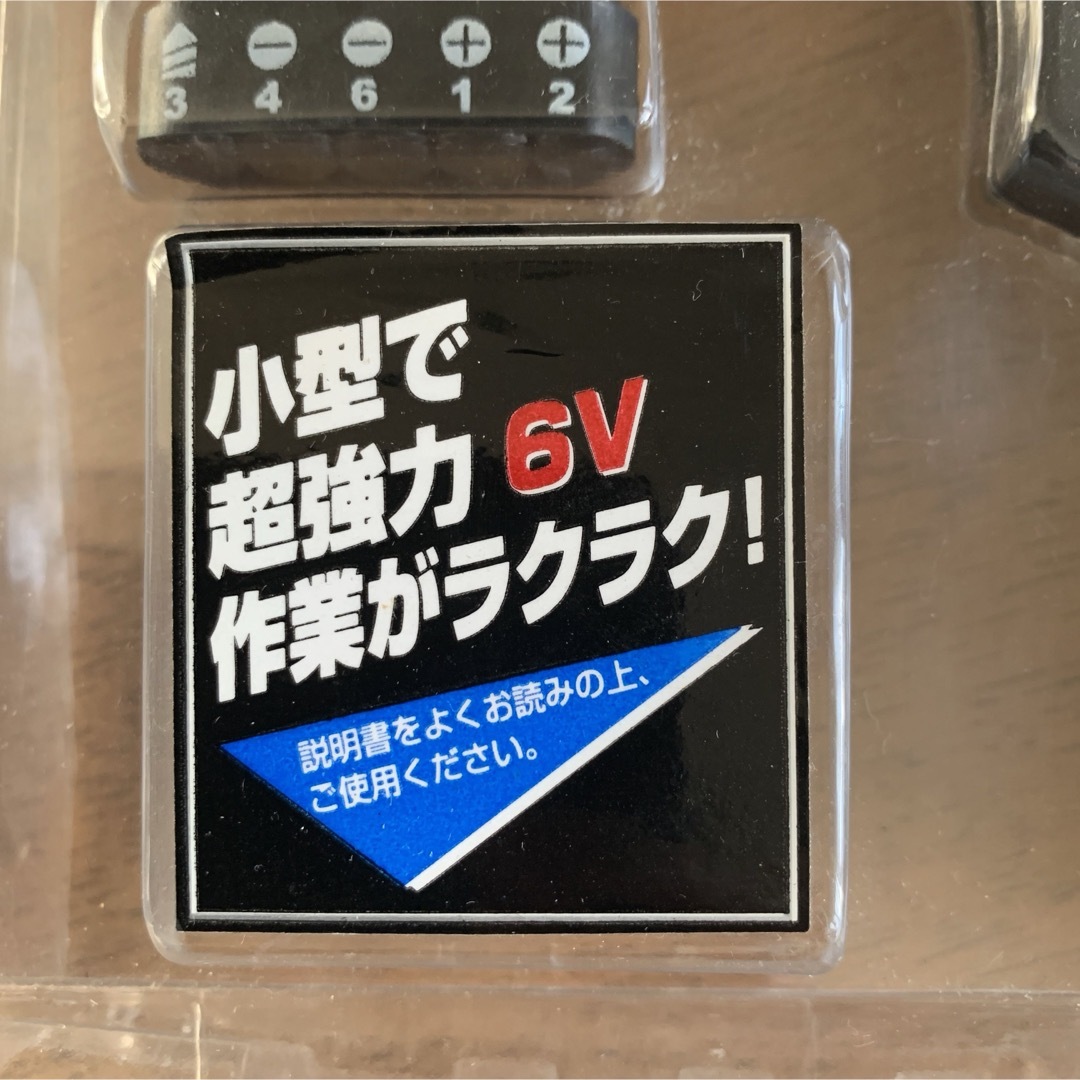 3 4 6 1 2
小型で
超強力 6V
作業がラクラク!
説明書をよくお読みの上、
ご使用ください。